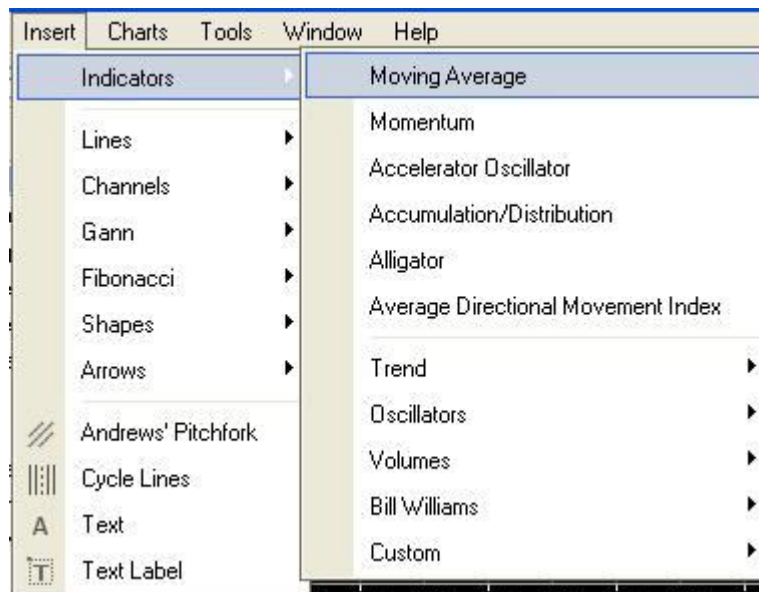 Insert Charts Tools Window Help
Indicators
Lines
Channels
Gann
Fibonacci
Shapes
Arrows
Andrews' Pitchfork
Cycle Lines
A Text
T Text Label
Moving Average
Momentum
Accelerator Oscillator
Accumulation/Distribution
Alligator
Average Directional Movement Index
Trend
Oscillators
Volumes
Bill Williams
Custom